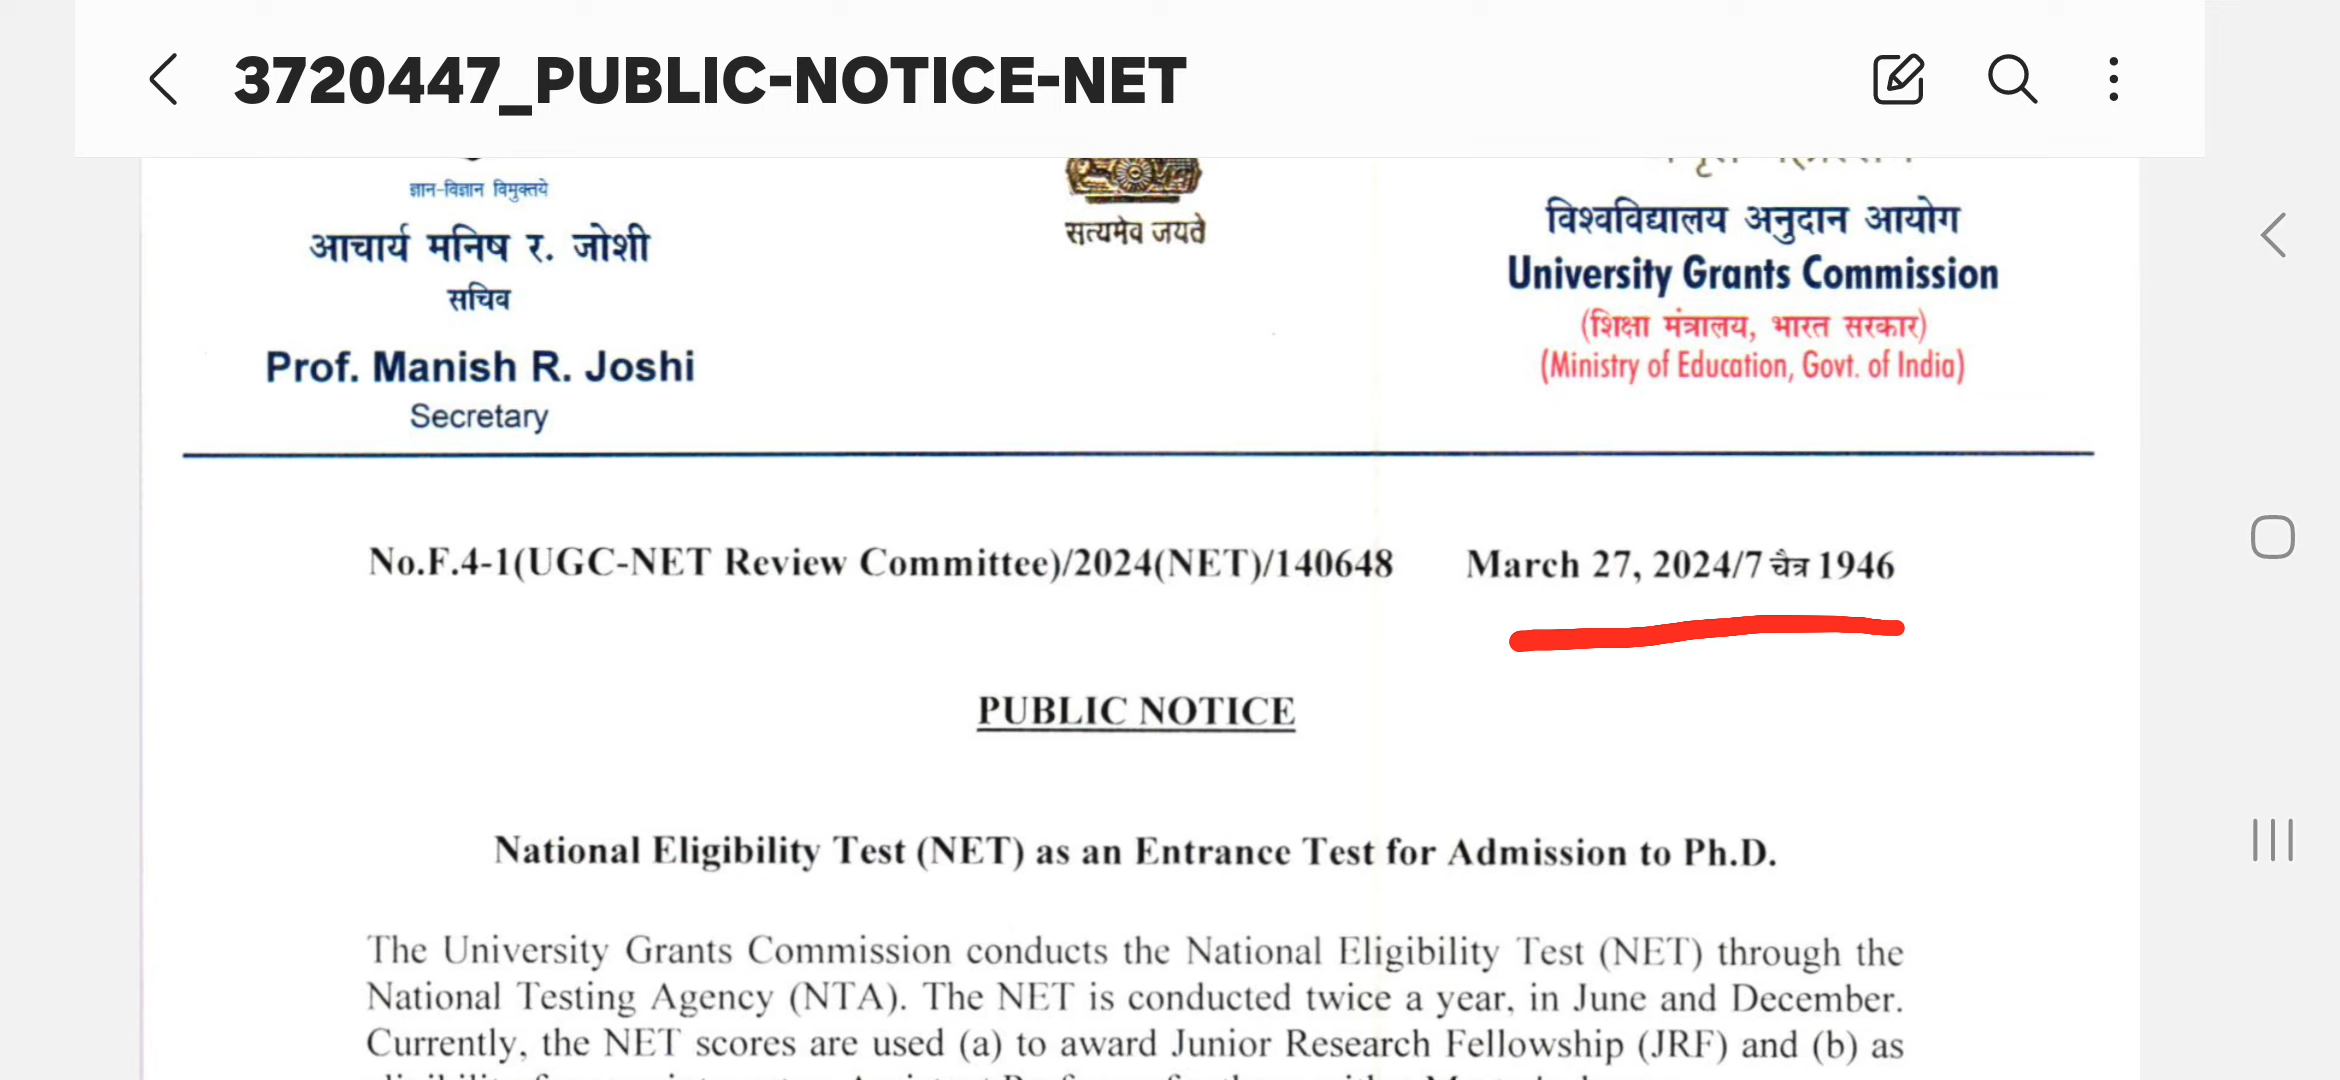 3720447_PUBLIC-NOTICE-NET
ज्ञान-विज्ञान विमुक्तये
आचार्य मनिष र. जोशी
सचिव
Prof. Manish R. Joshi
Secretary
सत्यमेव जयते
विश्वविद्यालय अनुदान आयोग
University Grants Commission
(शिक्षा मंत्रालय, भारत सरकार)
(Ministry of Education, Govt. of India)
No.F.4-1(UGC-NET Review Committee)/2024(NET)/140648 March 27, 2024/7 चैत्र 1946
PUBLIC NOTICE
National Eligibility Test (NET) as an Entrance Test for Admission to Ph.D.
The University Grants Commission conducts the National Eligibility Test (NET) through the
National Testing Agency (NTA). The NET is conducted twice a year, in June and December.
Currently, the NET scores are used (a) to award Junior Research Fellowship (JRF) and (b) as